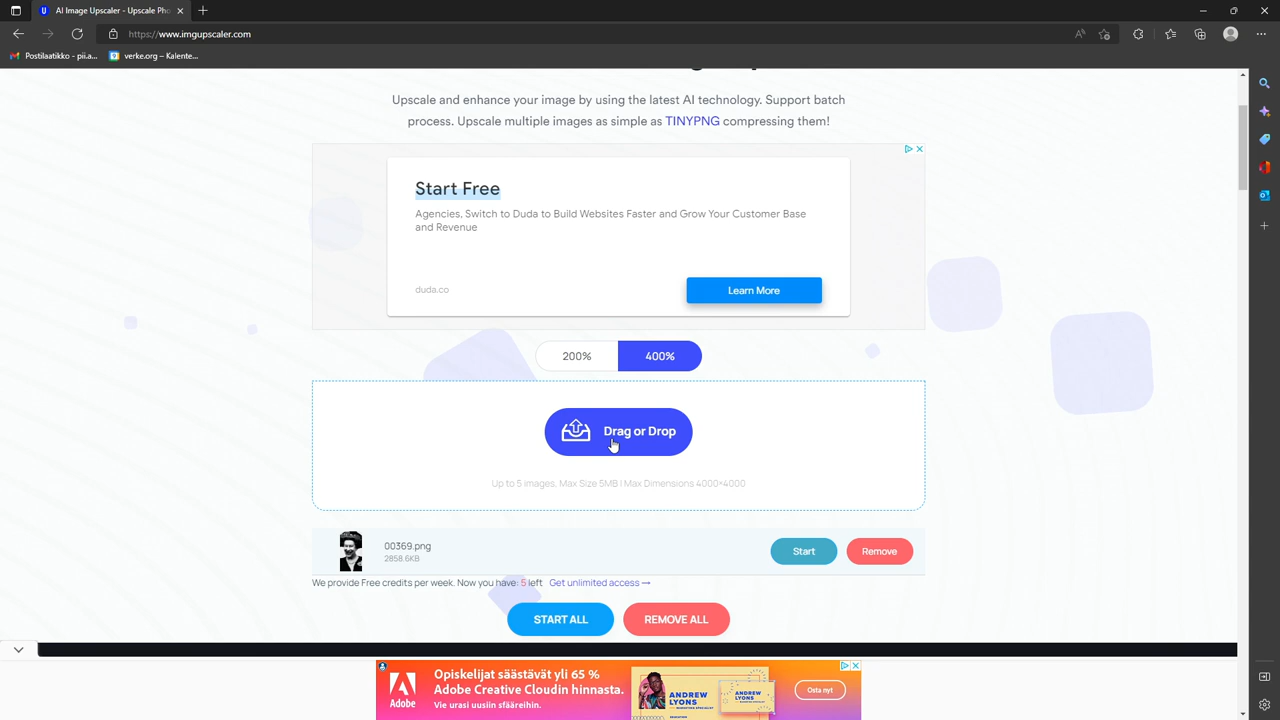 AI Image Upscaler - Upscale Pho
https://www.imgupscaler.com
Postilaatikko - pii.a...
verke.org – Kalente...
Upscale and enhance your image by using the latest AI technology. Support batch
process. Upscale multiple images as simple as TINYPNG compressing them!
Start Free
Agencies, Switch to Duda to Build Websites Faster and Grow Your Customer Base
and Revenue
duda.co
Learn More
200%
400%
Drag or Drop
Up to 5 images, Max Size 5MB | Max Dimensions 4000*4000
00369.png
2858.6KB
Start
Remove
We provide Free credits per week. Now you have: 5 left Get unlimited access →
START ALL
REMOVE ALL
Adobe
Opiskelijat säästävät yli 65 %
Adobe Creative Cloudin hinnasta.
Vie urasi uusiin sfääreihin.
ANDREW
LYONS
ANDREW LYONS
Osta nyt